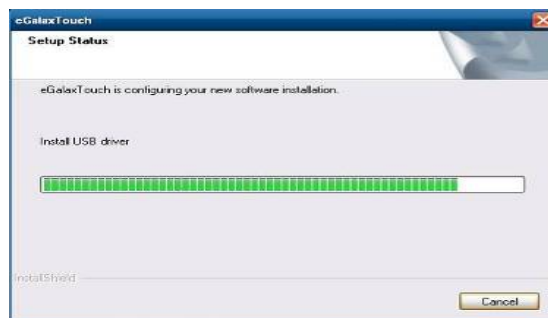 eGalaxTouch
Setup Status
eGalaxTouch is configuring your new software installation.
Install USB driver
InstallShield
Cancel